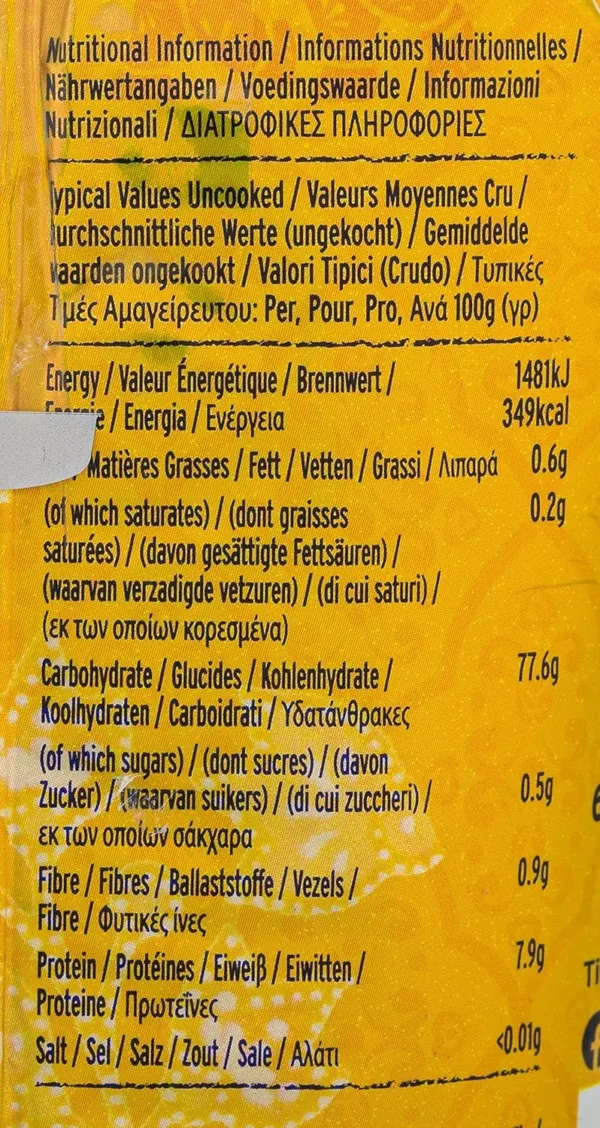 Nutritional Information / Informations Nutritionnelles /
Nährwertangaben / Voedingswaarde / Informazioni
Nutrizionali / ΔΙΑΤΡΟΦΙΚΕΣ ΠΛΗΡΟΦΟΡΙΕΣ
ypical Values Uncooked / Valeurs Moyennes Cru /
urchschnittliche Werte (ungekocht) / Gemiddelde
waarden ongekookt / Valori Tipici (Crudo) / Τυπικές
Τιμές Αμαγείρευτου: Per, Pour, Pro, Ανά 100g (γρ)
Energy / Valeur Énergétique / Brennwert / 1481kJ
/ Energia / Ενέργεια 349kcal
Matières Grasses / Fett / Vetten / Grassi / Λιπαρά 0.6g
(of which saturates) / (dont graisses 0.2g
saturées) / (davon gesättigte Fettsäuren) /
(waarvan verzadigde vetzuren) / (di cui saturi) /
(εκ των οποίων κορεσμένα)
Carbohydrate / Glucides / Kohlenhydrate / 77.6g
Koolhydraten / Carboidrati / Υδατάνθρακες
(of which sugars) / (dont sucres) / (davon
Zucker) / (waarvan suikers) / (di cui zuccheri) / 0.5g
εκ των οποίων σάκχαρα
Fibre / Fibres / Ballaststoffe / Vezels / 0.9g
Fibre / Φυτικές ίνες
Protein / Protéines / Eiweiβ / Eiwitten / 7.9g
Proteine / Πρωτεΐνες
Salt / Sel / Salz / Zout / Sale / Αλάτι <0.01g